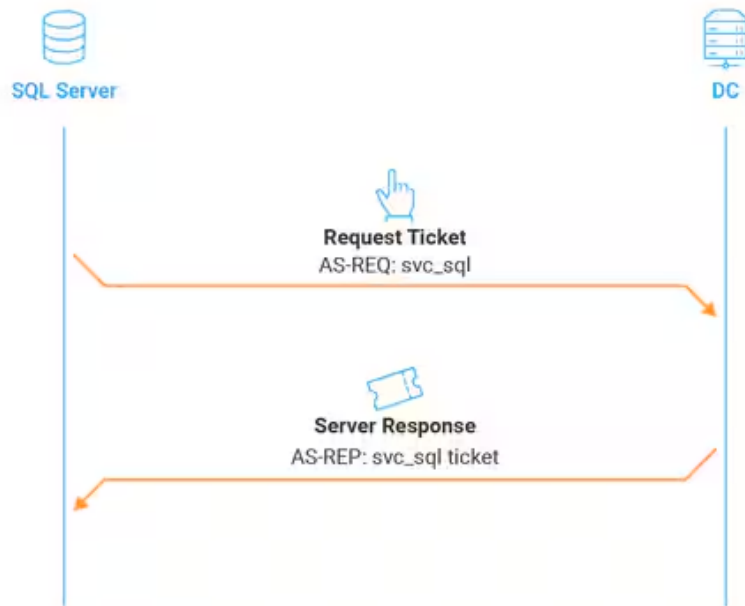 SQL Server
DC
Request Ticket
AS-REQ: svc_sql
Server Response
AS-REP: svc_sql ticket